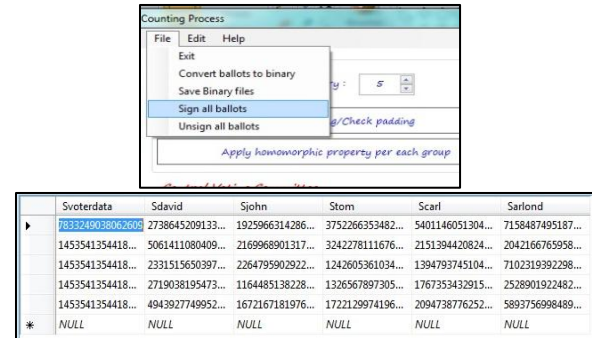 Counting Process
File Edit Help
Exit
Convert ballots to binary
Save Binary files
Sign all ballots
Unsign all ballots
ty : 5
g/Check padding
Apply homomorphic property per each group
Svoterdata Sdavid Sjohn Stom Scarl Sarlond
7833249038062609 2738645209133... 1925966314286... 3752266353482... 5401146051304... 7158487495187...
1453541354418... 5061411080409... 2169968901317... 3242278111676... 2151394420824... 2042166765958...
1453541354418... 2331515650397... 2264795902922... 1242605361034... 1394793745104... 7102319392298...
1453541354418... 2719038195473... 1164485138228... 1326567897305... 1767353432915... 2528901922482...
1453541354418... 4943927749952... 1672167181976... 1722129974196... 2094738776252... 5893756998489...
NULL NULL NULL NULL NULL NULL